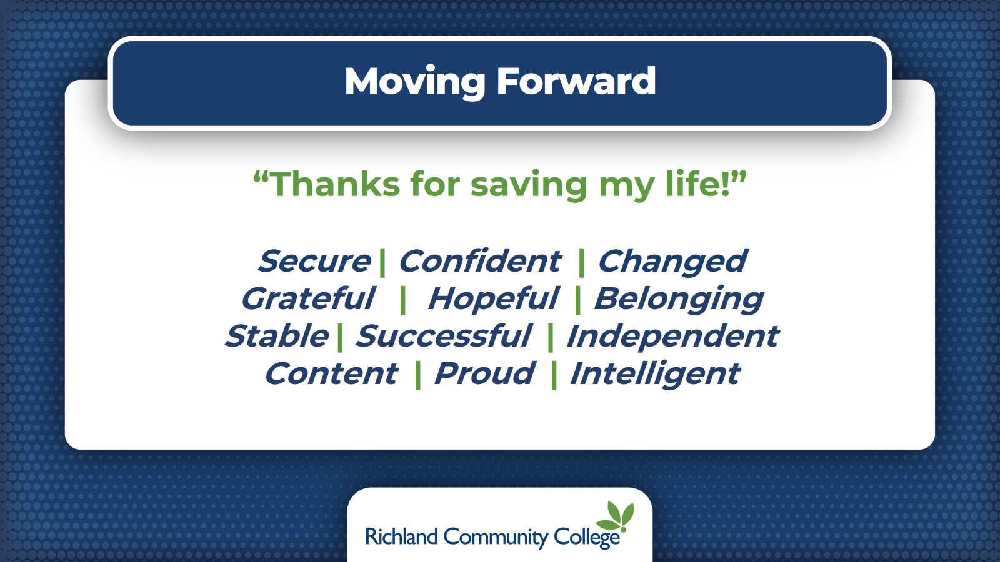 Moving Forward
“Thanks for saving my life!”
Secure | Confident | Changed
Grateful | Hopeful | Belonging
Stable | Successful | Independent
Content | Proud | Intelligent
Richland Community College